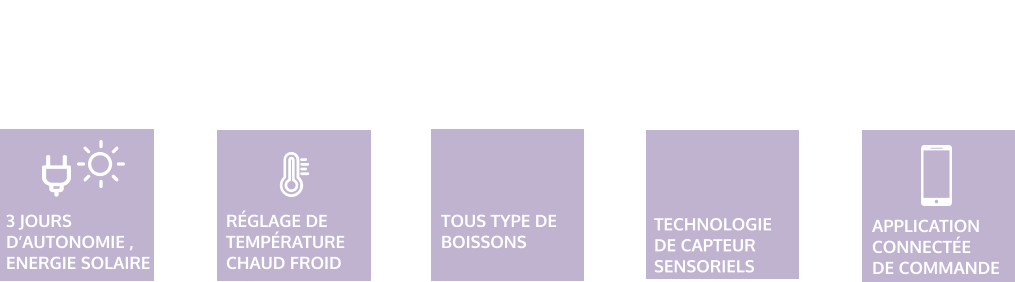 3 JOURS
D'AUTONOMIE ,
ENERGIE SOLAIRE
RÉGLAGE DE
TEMPÉRATURE
CHAUD FROID
TOUS TYPE DE
BOISSONS
TECHNOLOGIE
DE CAPTEUR
SENSORIELS
APPLICATION
CONNECTÉE
DE COMMANDE